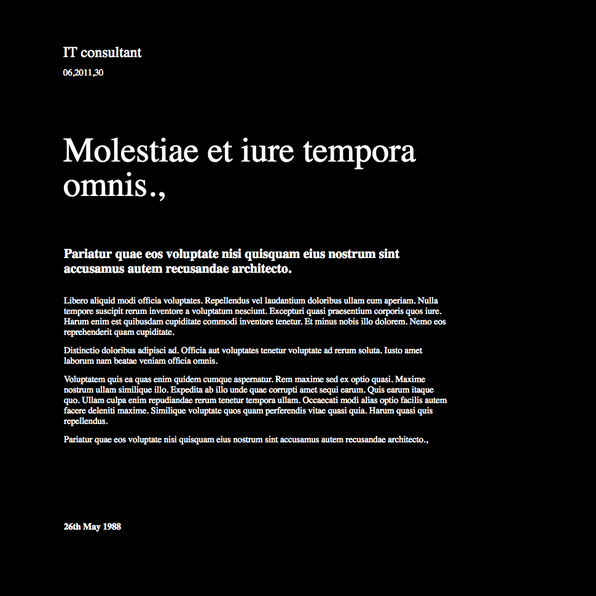 IT consultant
06,2011,30
Molestiae et iure tempora
omnis.,
Pariatur quae eos voluptate nisi quisquam eius nostrum sint
accusamus autem recusandae architecto.
Libero aliquid modi officia voluptates. Repellendus vel laudantium doloribus ullam eum aperiam. Nulla
tempore suscipit rerum inventore a voluptatum nesciunt. Excepturi quasi praesentium corporis quos iure.
Harum enim est quibusdam cupiditate commodi inventore tenetur. Et minus nobis illo dolorem. Nemo eos
reprehenderit quam cupiditate.
Distinctio doloribus adipisci ad. Officia aut voluptates tenetur voluptate ad rerum soluta. Iusto amet
laborum nam beatae veniam officia omnis.
Voluptatem quis ea quas enim quidem cumque aspernatur. Rem maxime sed ex optio quasi. Maxime
nostrum ullam similique illo. Expedita ab illo unde quae corrupti amet sequi earum. Quis earum itaque
quo. Ullam culpa enim repudiandae rerum tenetur tempora ullam. Occaecati modi alias optio facilis autem
facere deleniti maxime. Similique voluptate quos quam perferendis vitae quasi quia. Harum quasi quis
repellendus.
Pariatur quae eos voluptate nisi quisquam eius nostrum sint accusamus autem recusandae architecto.,
26th May 1988